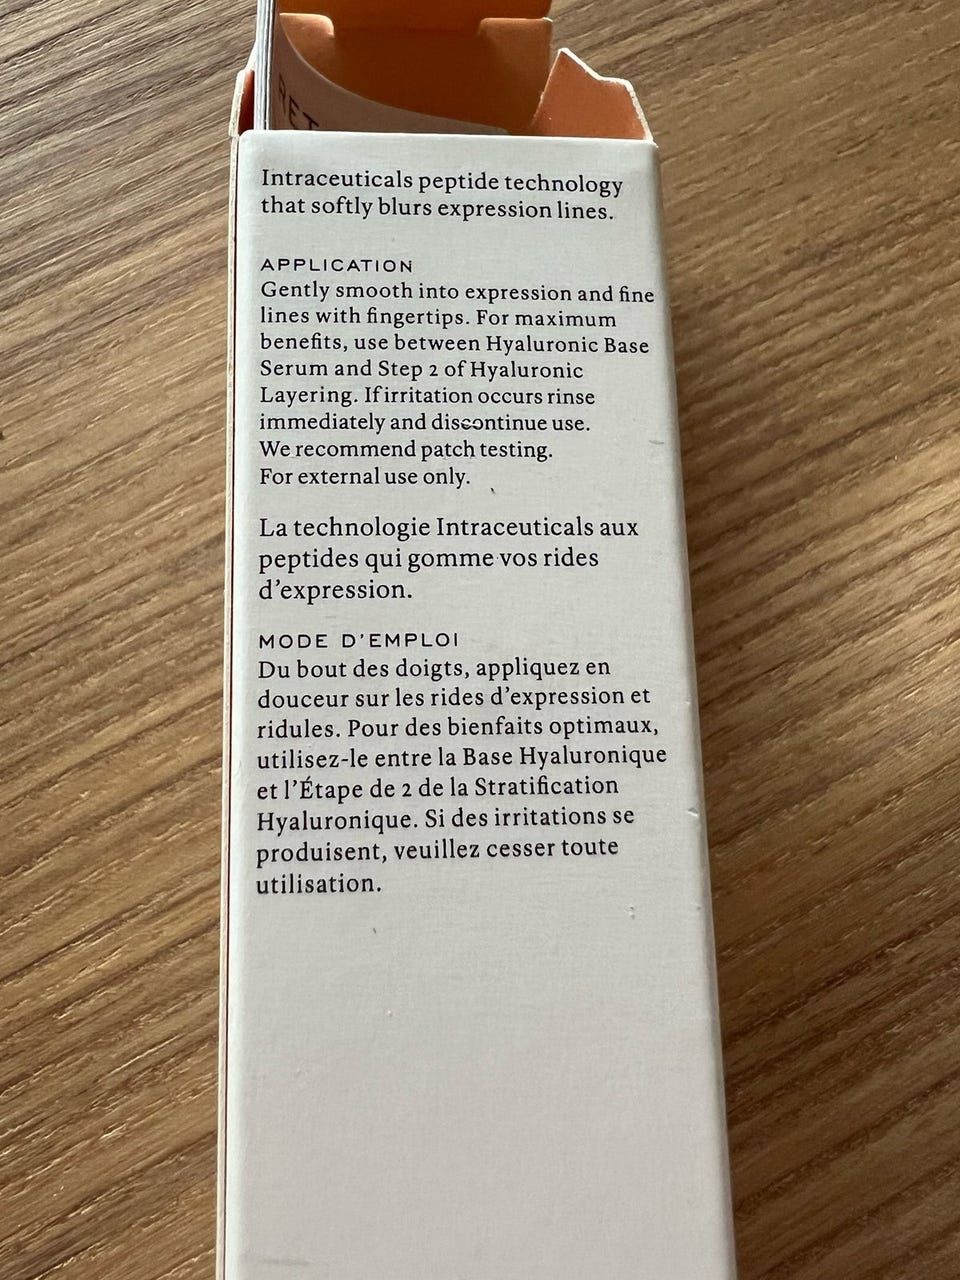 RET
Intraceuticals peptide technology
that softly blurs expression lines.
APPLICATION
Gently smooth into expression and fine
lines with fingertips. For maximum
benefits, use between Hyaluronic Base
Serum and Step 2 of Hyaluronic
Layering. If irritation occurs rinse
immediately and discontinue use.
We recommend patch testing.
For external use only.
La technologie Intraceuticals aux
peptides qui gomme vos rides
d’expression.
MODE D’EMPLOI
Du bout des doigts, appliquez en
douceur sur les rides d’expression et
ridules. Pour des bienfaits optimaux,
utilisez-le entre la Base Hyaluronique
et l’Étape de 2 de la Stratification
Hyaluronique. Si des irritations se
produisent, veuillez cesser toute
utilisation.